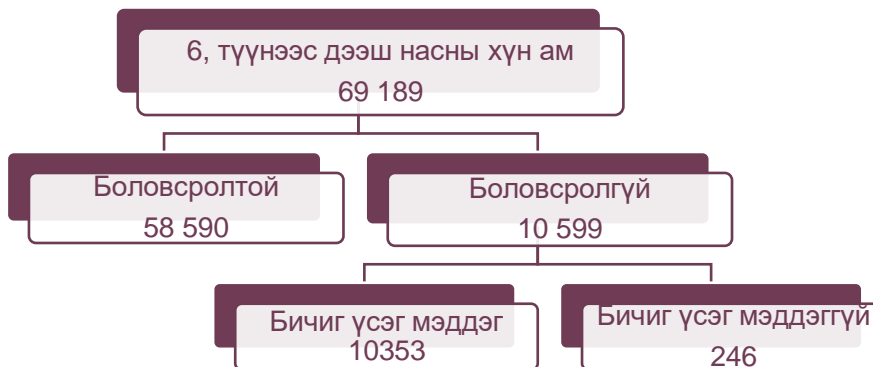 6, түүнээс дээш насны хүн ам
69 189
Боловсролтой
58 590
Боловсролгүй
10 599
Бичиг үсэг мэддэг
10353
Бичиг үсэг мэддэггүй
246